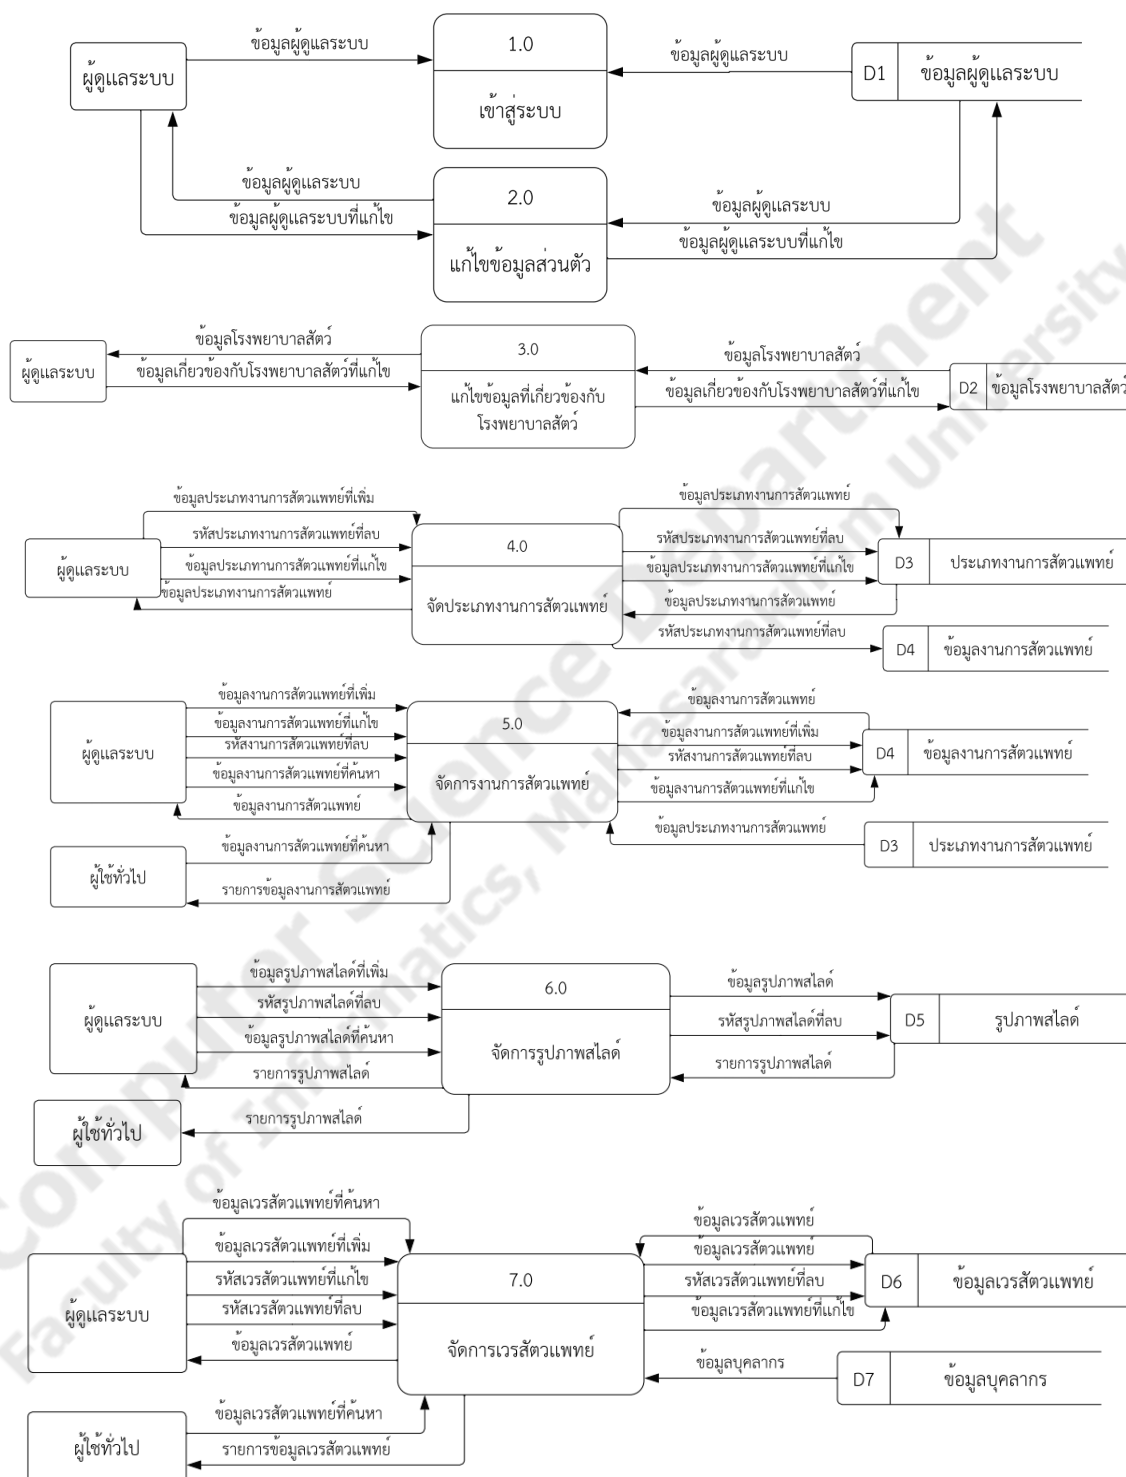 ข้อมูลผู้ดูแลระบบ
1.0
ข้อมูลผู้ดูแลระบบ
ผู้ดูแลระบบ
D1
ข้อมูลผู้ดูแลระบบ
เข้าสู่ระบบ
ข้อมูลผู้ดูแลระบบ
2.0
ข้อมูลผู้ดูแลระบบ
ข้อมูลผู้ดูแลระบบที่แก้ไข
ข้อมูลผู้ดูแลระบบที่แก้ไข
แก้ไขข้อมูลส่วนตัว
ข้อมูลโรงพยาบาลสัตว์
3.0
ข้อมูลโรงพยาบาลสัตว์
ผู้ดูแลระบบ
ข้อมูลเกี่ยวข้องกับโรงพยาบาลสัตว์ที่แก้ไข
แก้ไขข้อมูลที่เกี่ยวข้องกับ
โรงพยาบาลสัตว์
ข้อมูลเกี่ยวข้องกับโรงพยาบาลสัตว์ที่แก้ไข
D2
ข้อมูลโรงพยาบาลสัตว์
ข้อมูลประเภทงานการสัตวแพทย์ที่เพิ่ม
ข้อมูลประเภทงานการสัตวแพทย์
รหัสประเภทงานการสัตวแพทย์ที่ลบ
4.0
รหัสประเภทงานการสัตวแพทย์ที่ลบ
ผู้ดูแลระบบ
ข้อมูลประเภทานการสัตวแพทย์ที่แก้ไข
ข้อมูลประเภทงานการสัตวแพทย์ที่แก้ไข
D3
ประเภทงานการสัตวแพทย์
ข้อมูลประเภทงานการสัตวแพทย์
จัดประเภทงานการสัตวแพทย์
ข้อมูลประเภทงานการสัตวแพทย์
รหัสประเภทงานการสัตวแพทย์ที่ลบ
D4
ข้อมูลงานการสัตวแพทย์
ข้อมูลงานการสัตวแพทย์ที่เพิ่ม
ข้อมูลงานการสัตวแพทย์
ข้อมูลงานการสัตวแพทย์ที่แก้ไข
5.0
ข้อมูลงานการสัตวแพทย์ที่เพิ่ม
ผู้ดูแลระบบ
รหัสงานการสัตวแพทย์ที่ลบ
รหัสงานการสัตวแพทย์ที่ลบ
D4
ข้อมูลงานการสัตวแพทย์
ข้อมูลงานการสัตวแพทย์ที่ค้นหา
จัดการงานการสัตวแพทย์
ข้อมูลงานการสัตวแพทย์ที่แก้ไข
ข้อมูลงานการสัตวแพทย์
ข้อมูลประเภทงานการสัตวแพทย์
D3
ประเภทงานการสัตวแพทย์
ข้อมูลงานการสัตวแพทย์ที่ค้นหา
ผู้ใช้ทั่วไป
รายการข้อมูลงานการสัตวแพทย์
ข้อมูลรูปภาพสไลด์ที่เพิ่ม
6.0
ข้อมูลรูปภาพสไลด์
รหัสรูปภาพสไลด์ที่ลบ
ผู้ดูแลระบบ
รหัสรูปภาพสไลด์ที่ลบ
D5
รูปภาพสไลด์
ข้อมูลรูปภาพสไลด์ที่ค้นหา
จัดการรูปภาพสไลด์
รายการรูปภาพสไลด์
รายการรูปภาพสไลด์
รายการรูปภาพสไลด์
ผู้ใช้ทั่วไป
ข้อมูลเวรสัตวแพทย์ที่ค้นหา
ข้อมูลเวรสัตวแพทย์
ข้อมูลเวรสัตวแพทย์ที่เพิ่ม
ข้อมูลเวรสัตวแพทย์
7.0
รหัสเวรสัตวแพทย์ที่แก้ไข
รหัสเวรสัตวแพทย์ที่ลบ
D6
ข้อมูลเวรสัตวแพทย์
ผู้ดูแลระบบ
รหัสเวรสัตวแพทย์ที่ลบ
ข้อมูลเวรสัตวแพทย์ที่แก้ไข
ข้อมูลเวรสัตวแพทย์
จัดการเวรสัตวแพทย์
ข้อมูลบุคลากร
D7
ข้อมูลบุคลากร
ข้อมูลเวรสัตวแพทย์ที่ค้นหา
ผู้ใช้ทั่วไป
รายการข้อมูลเวรสัตวแพทย์
Computer Science Department
Faculty of Informatics, Mahasarakham University